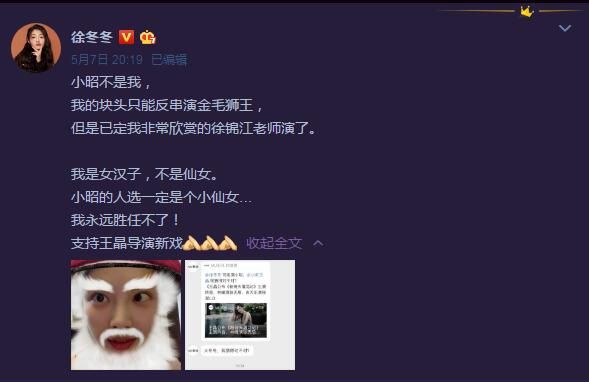 徐冬冬
5月7日 20:19 已编辑
小昭不是我，
我的块头只能反串演金毛狮王，
但是已定我非常欣赏的徐锦江老师演了。
我是女汉子，不是仙女。
小昭的人选一定是个小仙女…
我永远胜任不了！
支持王晶导演新戏 收起全文